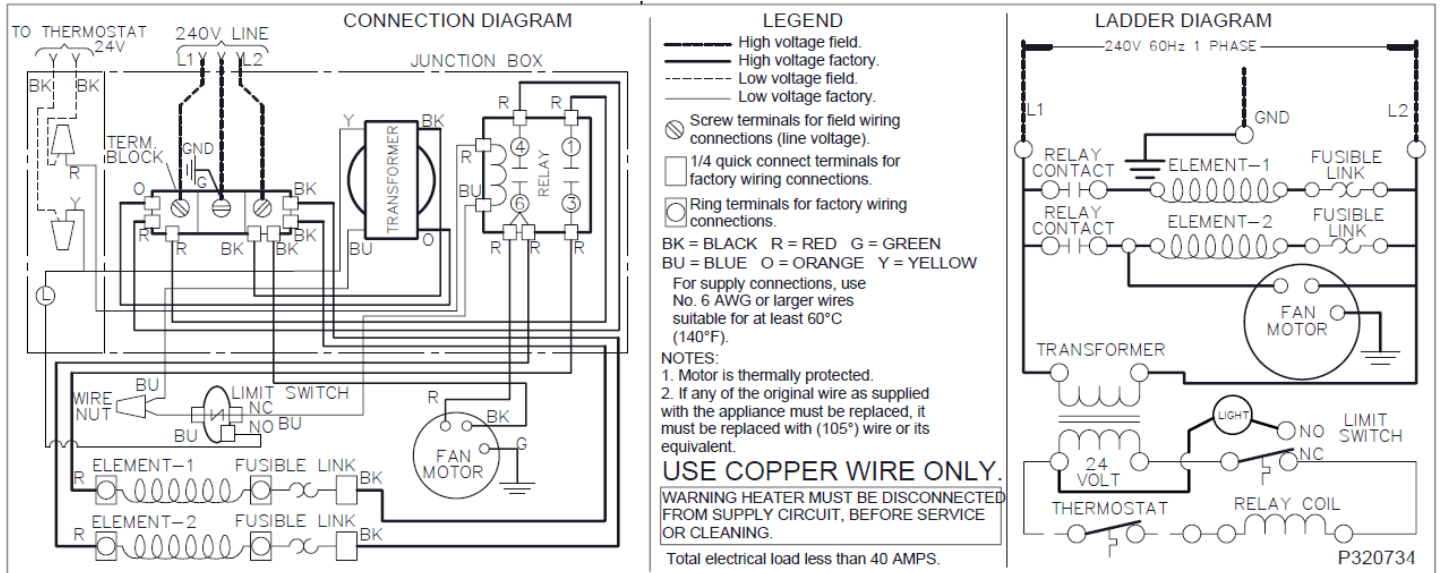 CONNECTION DIAGRAM
TO THERMOSTAT
24V
240V LINE
L1 Y Y Y L2
Y Y
JUNCTION BOX
BK BK
R
Y
TERM.
BLOCK
GND
G
O
R
R
BK
BK
BK
BK
Y
BK
TRANSFORMER
BU
O
R
R
R
BU
4
1
6
3
RELAY
R
R
R
L
WIRE
NUT
BU
LIMIT SWITCH
NC
NO
BU
BU
R
BK
G
FAN
MOTOR
ELEMENT-1
FUSIBLE LINK
R
BK
ELEMENT-2
FUSIBLE LINK
R
BK
LEGEND
High voltage field.
High voltage factory.
Low voltage field.
Low voltage factory.
Screw terminals for field wiring
connections (line voltage).
1/4 quick connect terminals for
factory wiring connections.
Ring terminals for factory wiring
connections.
BK = BLACK R = RED G = GREEN
BU = BLUE O = ORANGE Y = YELLOW
For supply connections, use
No. 6 AWG or larger wires
suitable for at least 60°C
(140°F).
NOTES:
1. Motor is thermally protected.
2. If any of the original wire as supplied
with the appliance must be replaced, it
must be replaced with (105°) wire or its
equivalent.
USE COPPER WIRE ONLY.
WARNING HEATER MUST BE DISCONNECTED
FROM SUPPLY CIRCUIT, BEFORE SERVICE
OR CLEANING.
Total electrical load less than 40 AMPS.
LADDER DIAGRAM
240V 60Hz 1 PHASE
L1
GND
L2
RELAY
CONTACT
ELEMENT-1
FUSIBLE
LINK
RELAY
CONTACT
ELEMENT-2
FUSIBLE
LINK
FAN
MOTOR
TRANSFORMER
LIGHT
NO
LIMIT
SWITCH
NC
24
VOLT
THERMOSTAT
RELAY COIL
P320734